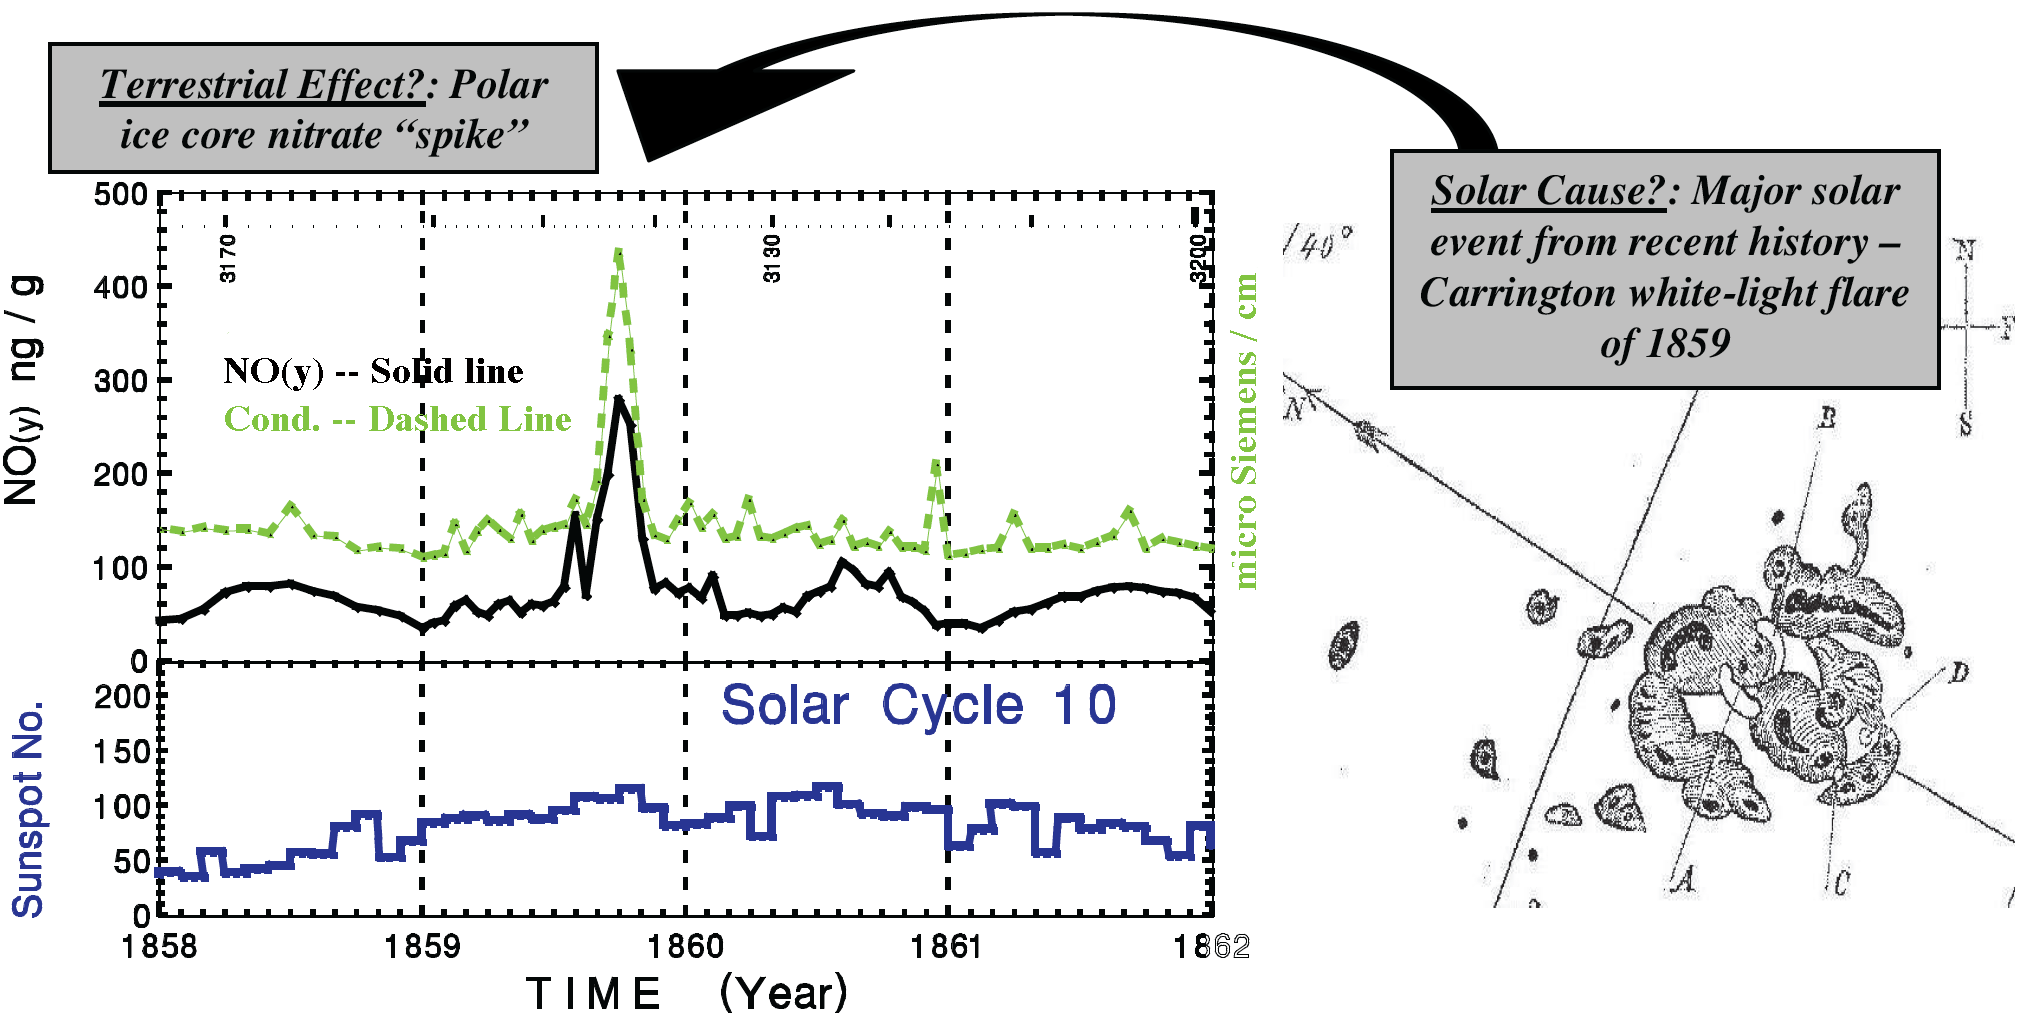 Terrestrial Effect?: Polar
ice core nitrate “spike”
Solar Cause?: Major solar
event from recent history –
Carrington white-light flare
of 1859
NO(y) ng / g
500
400
300
200
100
0
3170
3130
3200
NO(y) -- Solid line
Cond. -- Dashed Line
micro Siemens / cm
Sunspot No.
200
150
100
50
0
Solar Cycle 10
1858
1859
1860
1861
1862
TIME (Year)
40°
N
S
N
B
D
A
C